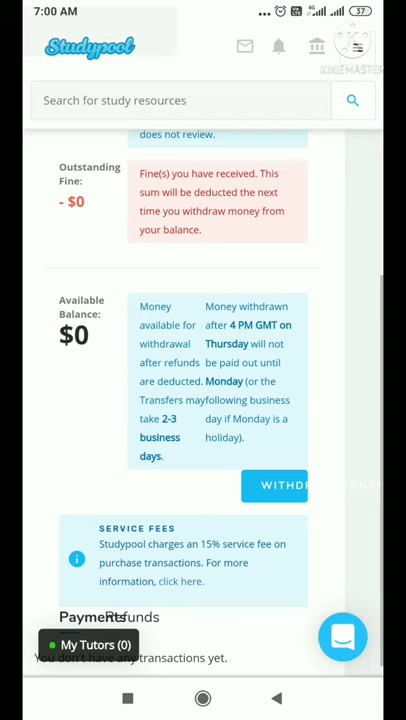 7:00 AM
4G
37
Studypool
KINEMASTER
Search for study resources
does not review.
Outstanding
Fine:
- $0
Fine(s) you have received. This
sum will be deducted the next
time you withdraw money from
your balance.
Available
Balance:
$0
Money
available for
withdrawal
after refunds
are deducted.
Transfers may
take 2-3
business
days.
Money withdrawn
after 4 PM GMT on
Thursday will not
be paid out until
Monday (or the
following business
day if Monday is a
holiday).
SERVICE FEES
Studypool charges an 15% service fee on
purchase transactions. For more
information, click here.
Payments
Refunds
My Tutors (0)
You don't have any transactions yet.